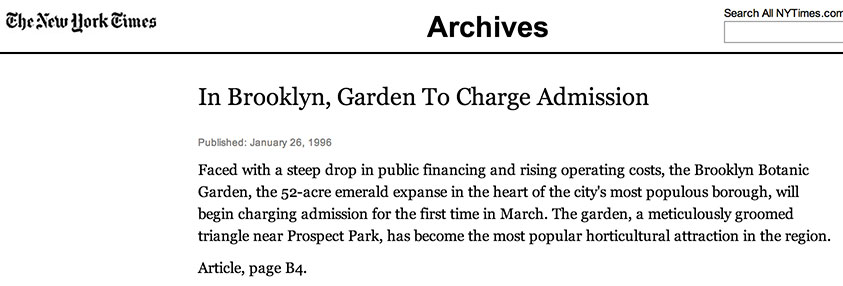 The New York Times
Archives
Search All NYTimes.com
In Brooklyn, Garden To Charge Admission
Published: January 26, 1996
Faced with a steep drop in public financing and rising operating costs, the Brooklyn Botanic
Garden, the 52-acre emerald expanse in the heart of the city's most populous borough, will
begin charging admission for the first time in March. The garden, a meticulously groomed
triangle near Prospect Park, has become the most popular horticultural attraction in the region.
Article, page B4.